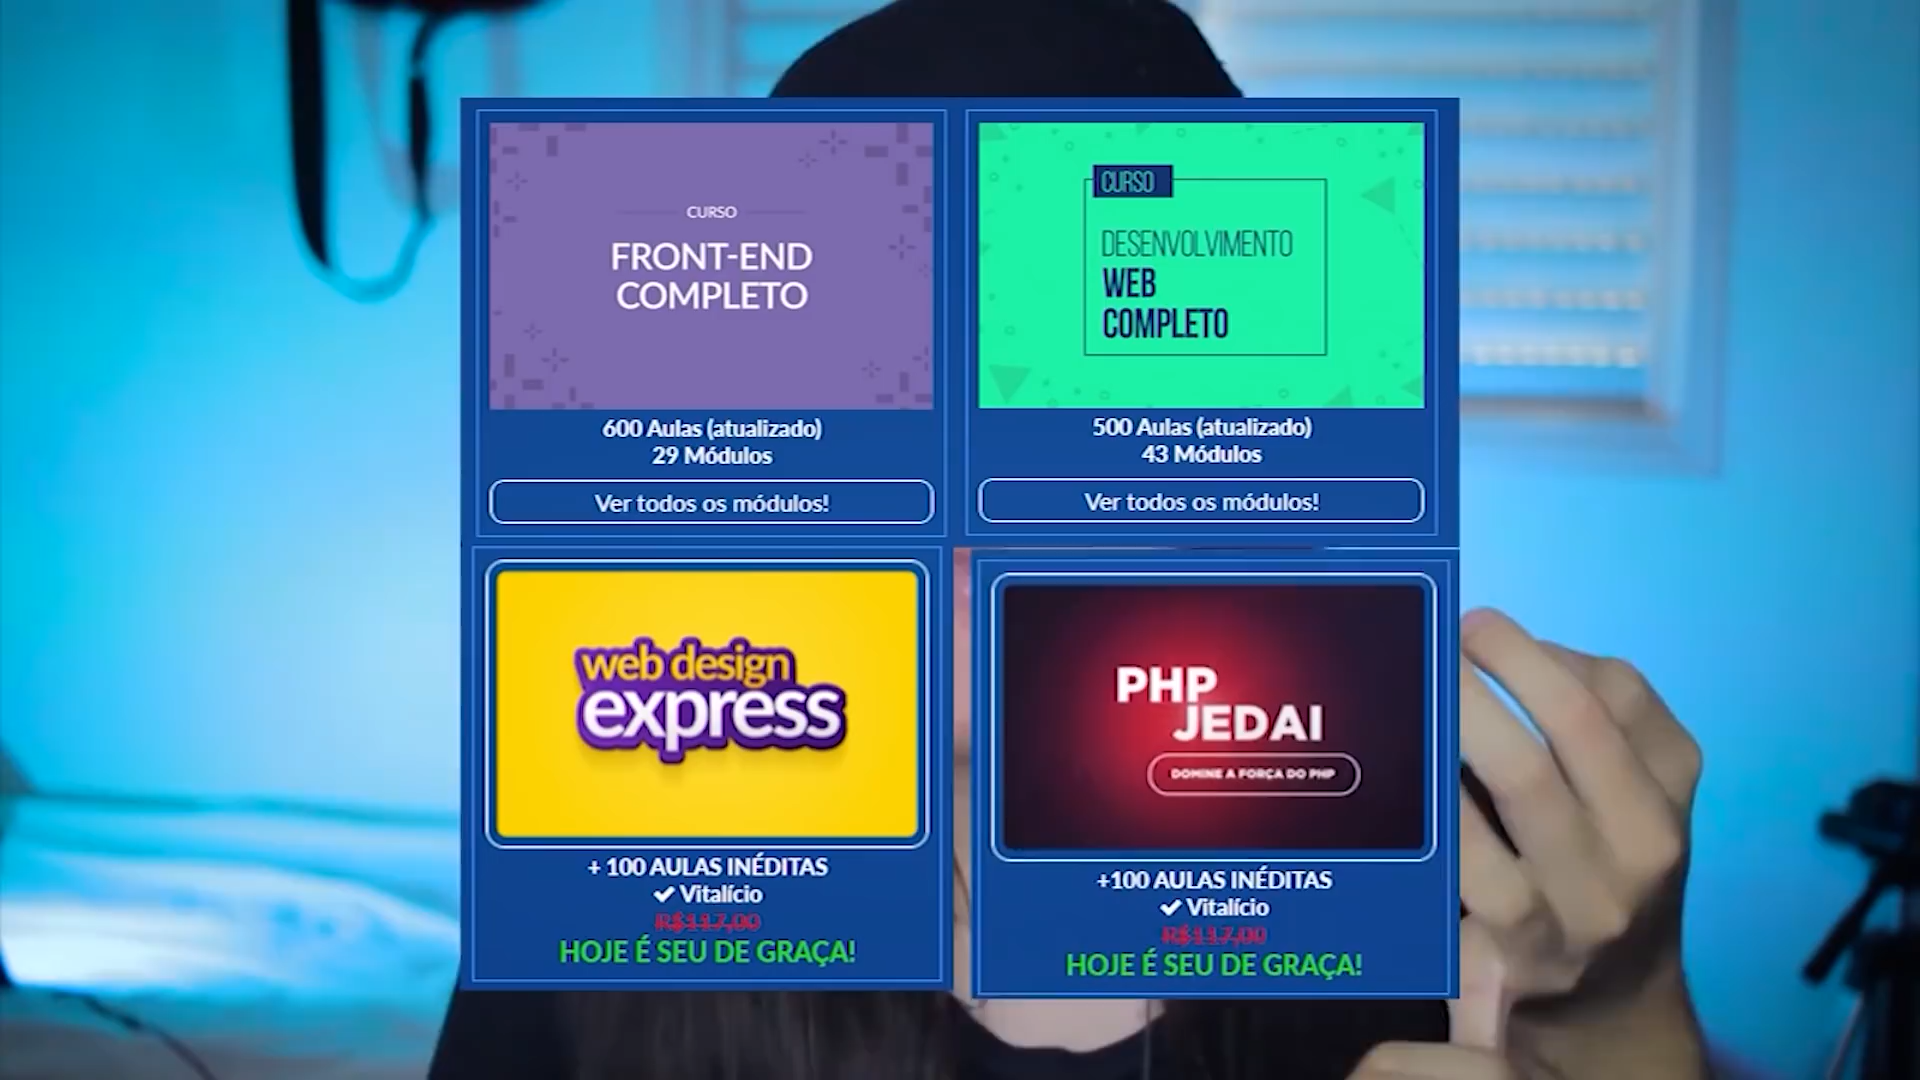 CURSO
FRONT-END
COMPLETO
600 Aulas (atualizado)
29 Módulos
Ver todos os módulos!
CURSO
DESENVOLVIMENTO
WEB
COMPLETO
500 Aulas (atualizado)
43 Módulos
Ver todos os módulos!
web design
express
+ 100 AULAS INÉDITAS
✔ Vitalício
R$117,00
HOJE É SEU DE GRAÇA!
PHP
JEDAI
DOMINE A FORÇA DO PHP
+100 AULAS INÉDITAS
✔ Vitalício
R$117,00
HOJE É SEU DE GRAÇA!